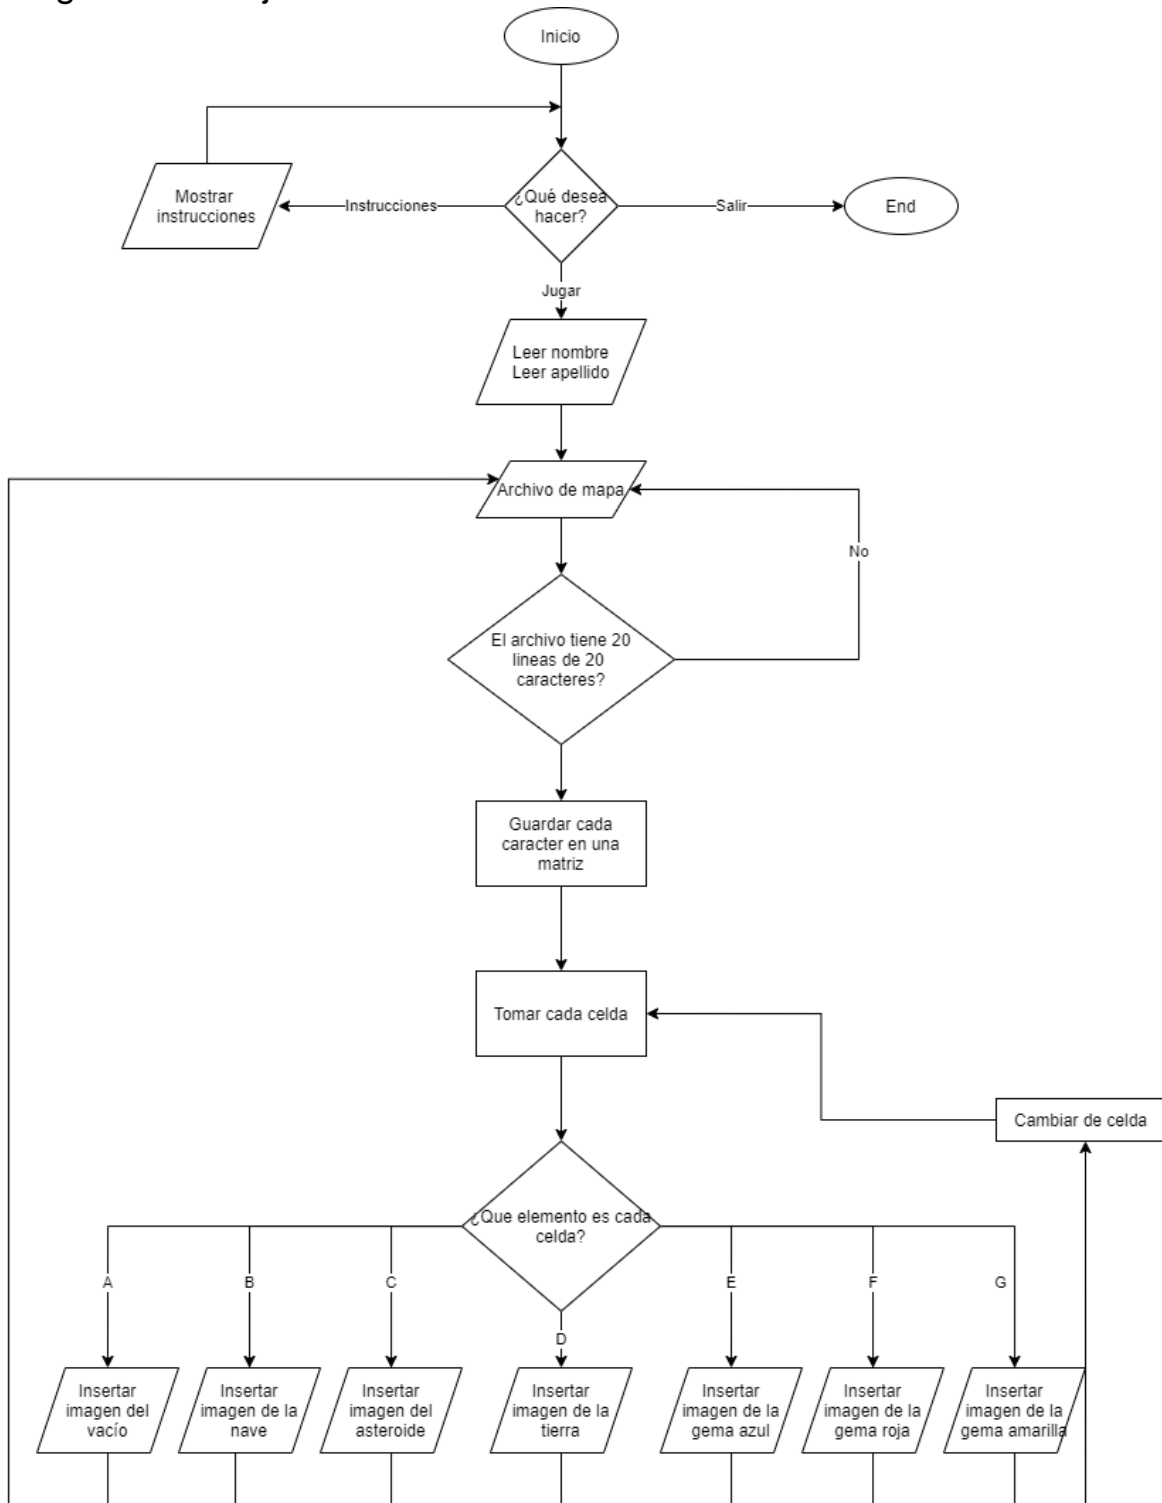 Inicio
Mostrar
instrucciones
Instrucciones
¿Qué desea
hacer?
Salir
End
Jugar
Leer nombre
Leer apellido
Archivo de mapa
No
El archivo tiene 20
lineas de 20
caracteres?
Guardar cada
caracter en una
matriz
Tomar cada celda
Cambiar de celda
¿Que elemento es cada
celda?
A
B
C
D
E
F
G
Insertar
imagen del
vacío
Insertar
imagen de la
nave
Insertar
imagen del
asteroide
Insertar
imagen de la
tierra
Insertar
imagen de la
gema azul
Insertar
imagen de la
gema roja
Insertar
imagen de la
gema amarilla